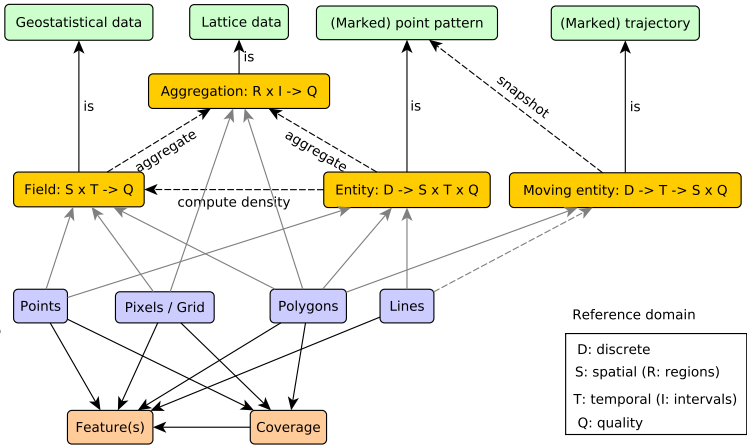 Geostatistical data
Lattice data
(Marked) point pattern
(Marked) trajectory
is
Aggregation: R x I -> Q
is
is
is
snapshot
aggregate
aggregate
Field: S x T -> Q
Entity: D -> S x T x Q
Moving entity: D -> T -> S x Q
compute density
Points
Pixels / Grid
Polygons
Lines
Reference domain
D: discrete
S: spatial (R: regions)
T: temporal (I: intervals)
Q: quality
Feature(s)
Coverage